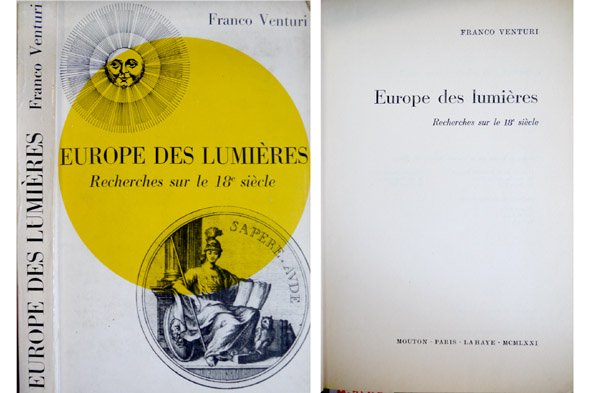 EUROPE DES LUMIÈRES Franco Venturi
Franco Venturi
EUROPE DES LUMIÈRES
Recherches sur le 18e siècle
SAPERE · AUDE
FRANCO VENTURI
Europe des lumières
Recherches sur le 18e siècle
MOUTON · PARIS · LA HAYE · MCMLXXI